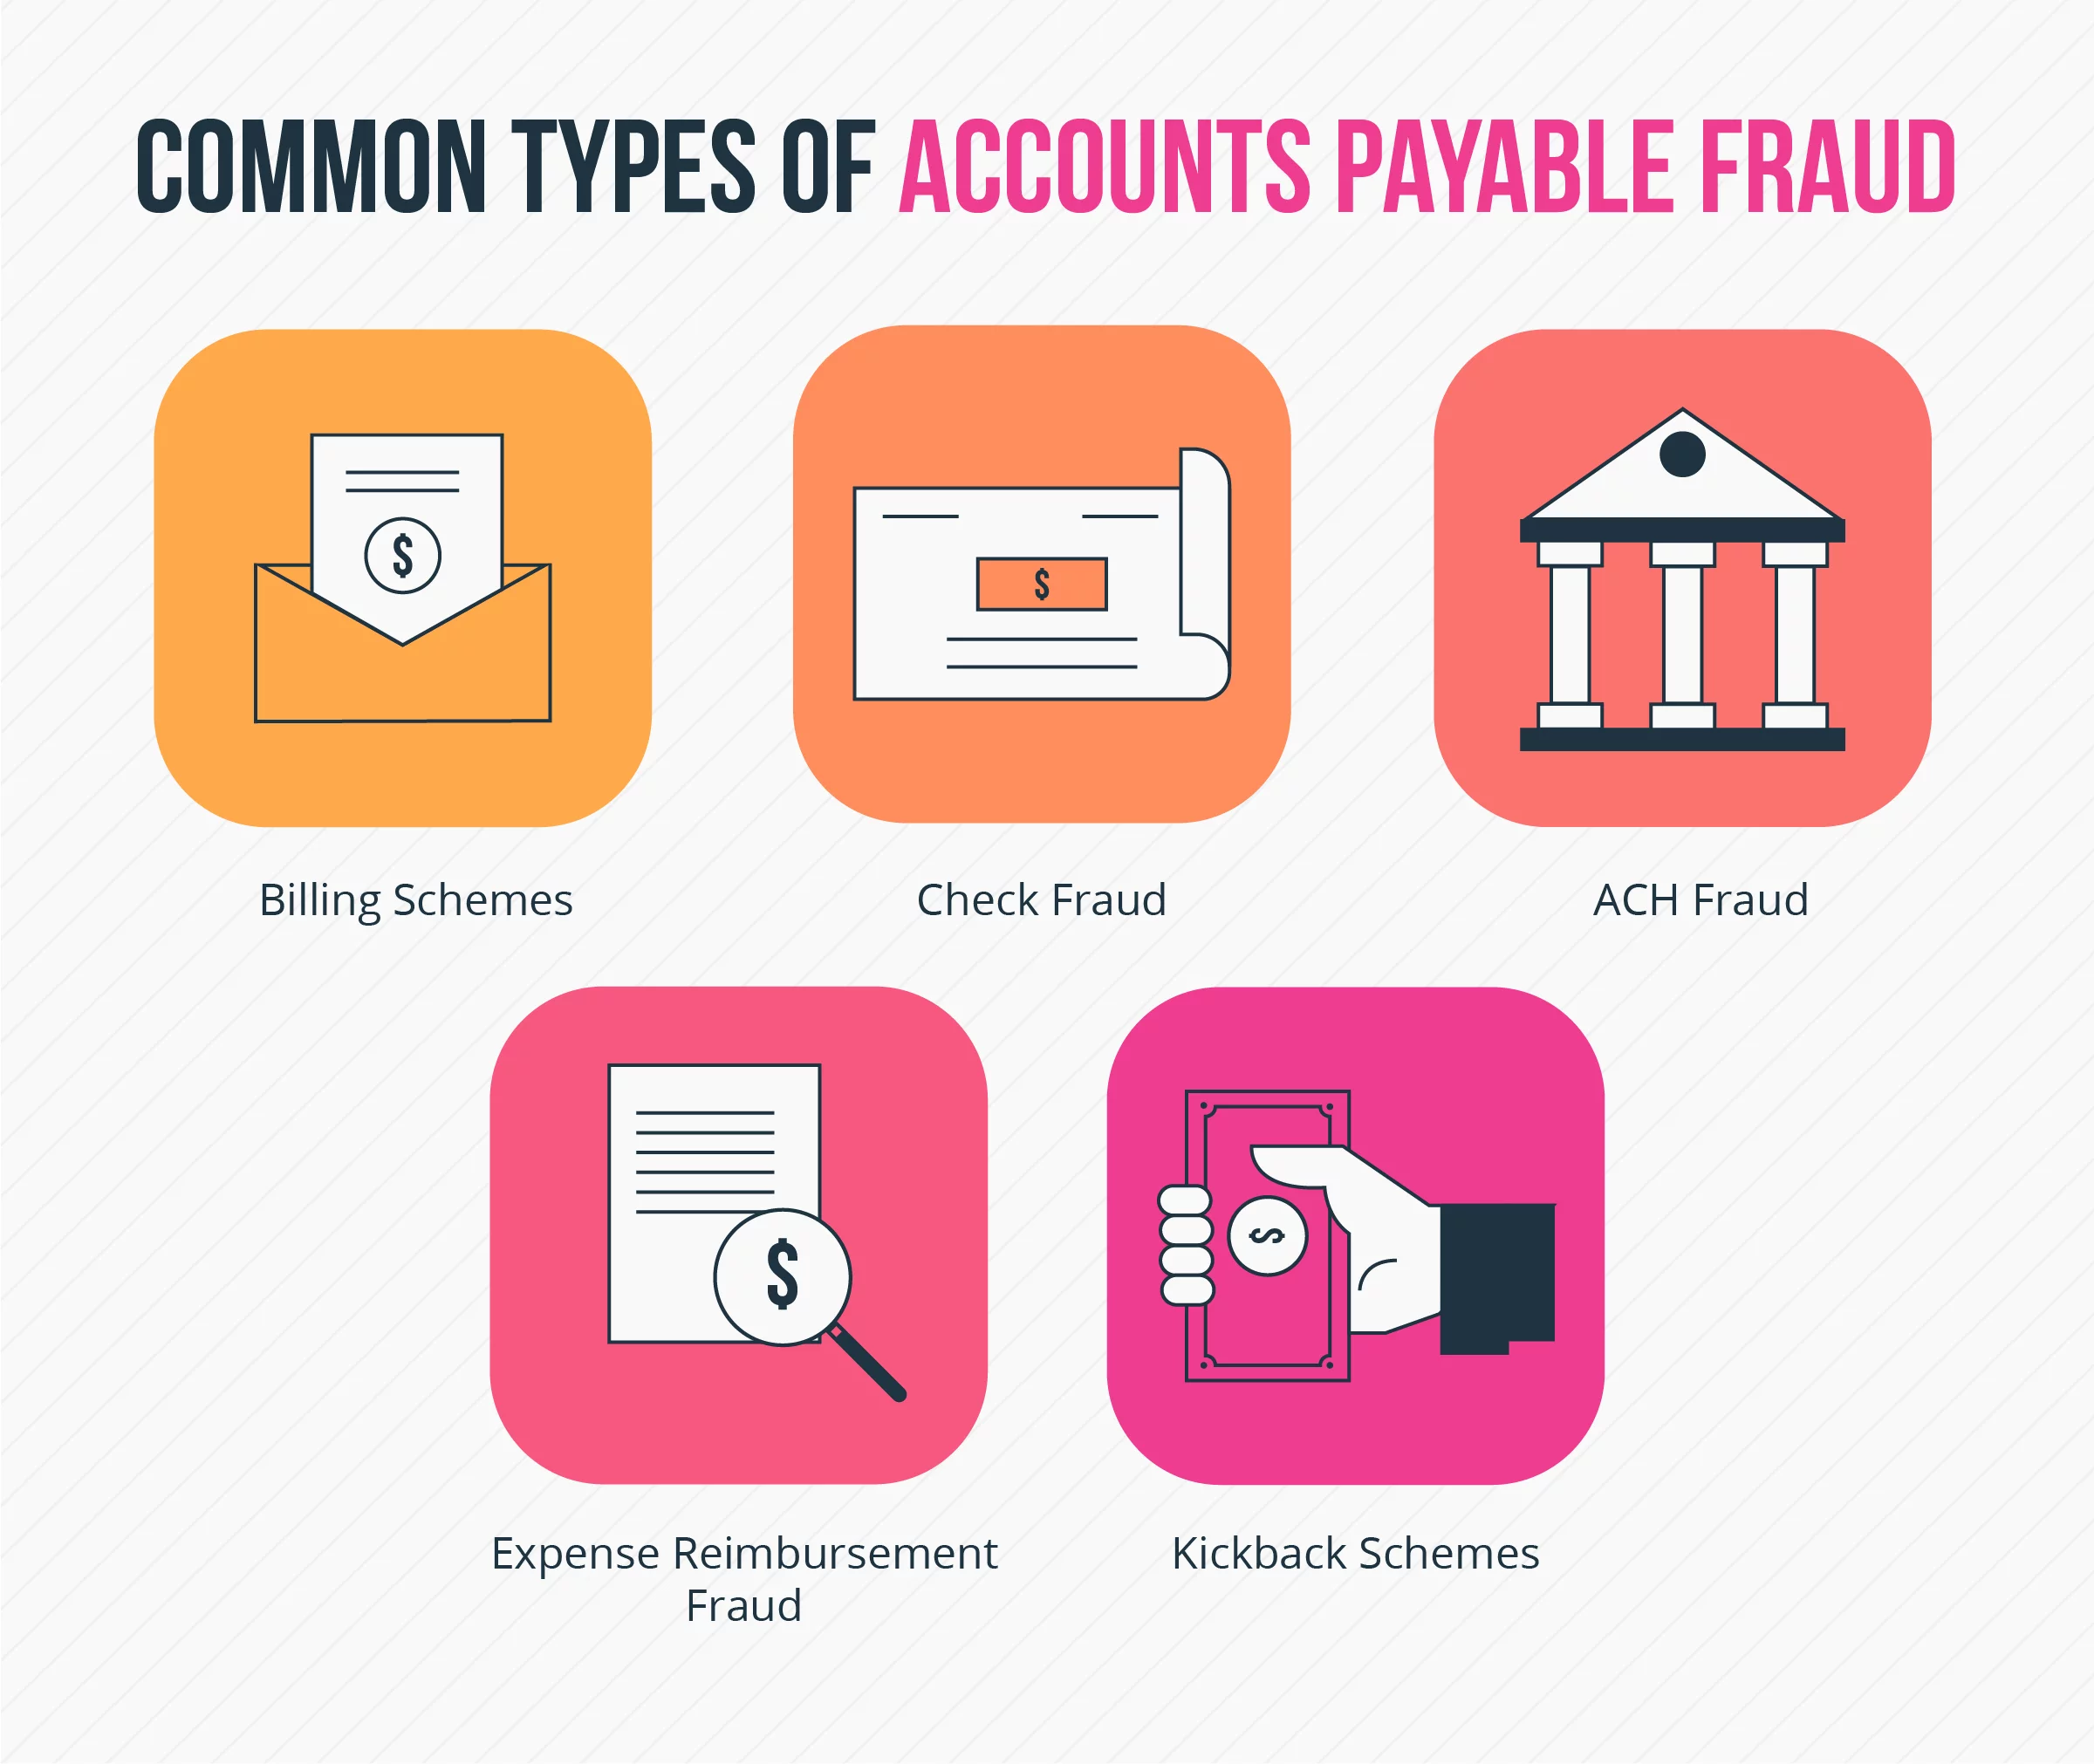 COMMON TYPES OF ACCOUNTS PAYABLE FRAUD
$
$
Billing Schemes
Check Fraud
ACH Fraud
$
$
Expense Reimbursement
Fraud
Kickback Schemes